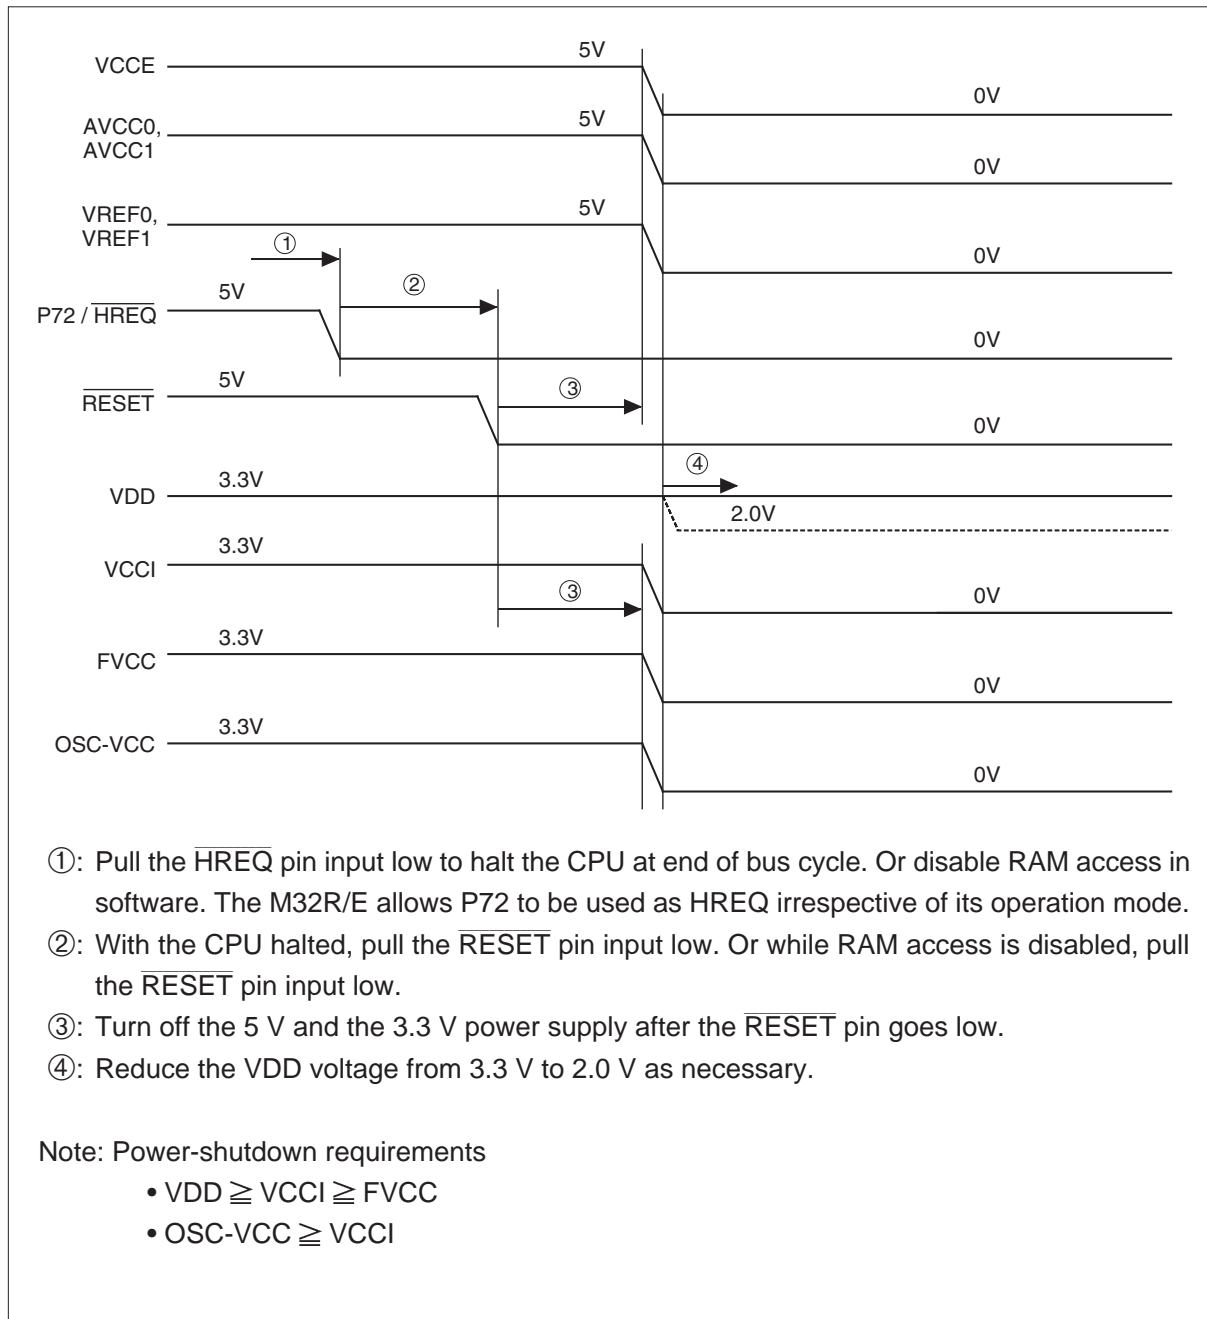 VCCE 5V 0V
AVCC0, 5V
AVCC1 0V
VREF0, 5V
VREF1 0V
① ②
P72 / HREQ 5V 0V
RESET 5V ③ 0V
④
VDD 3.3V 2.0V
VCCI 3.3V ③ 0V
FVCC 3.3V 0V
OSC-VCC 3.3V 0V
①: Pull the HREQ pin input low to halt the CPU at end of bus cycle. Or disable RAM access in
software. The M32R/E allows P72 to be used as HREQ irrespective of its operation mode.
②: With the CPU halted, pull the RESET pin input low. Or while RAM access is disabled, pull
the RESET pin input low.
③: Turn off the 5 V and the 3.3 V power supply after the RESET pin goes low.
④: Reduce the VDD voltage from 3.3 V to 2.0 V as necessary.
Note: Power-shutdown requirements
• VDD ≧ VCCI ≧ FVCC
• OSC-VCC ≧ VCCI